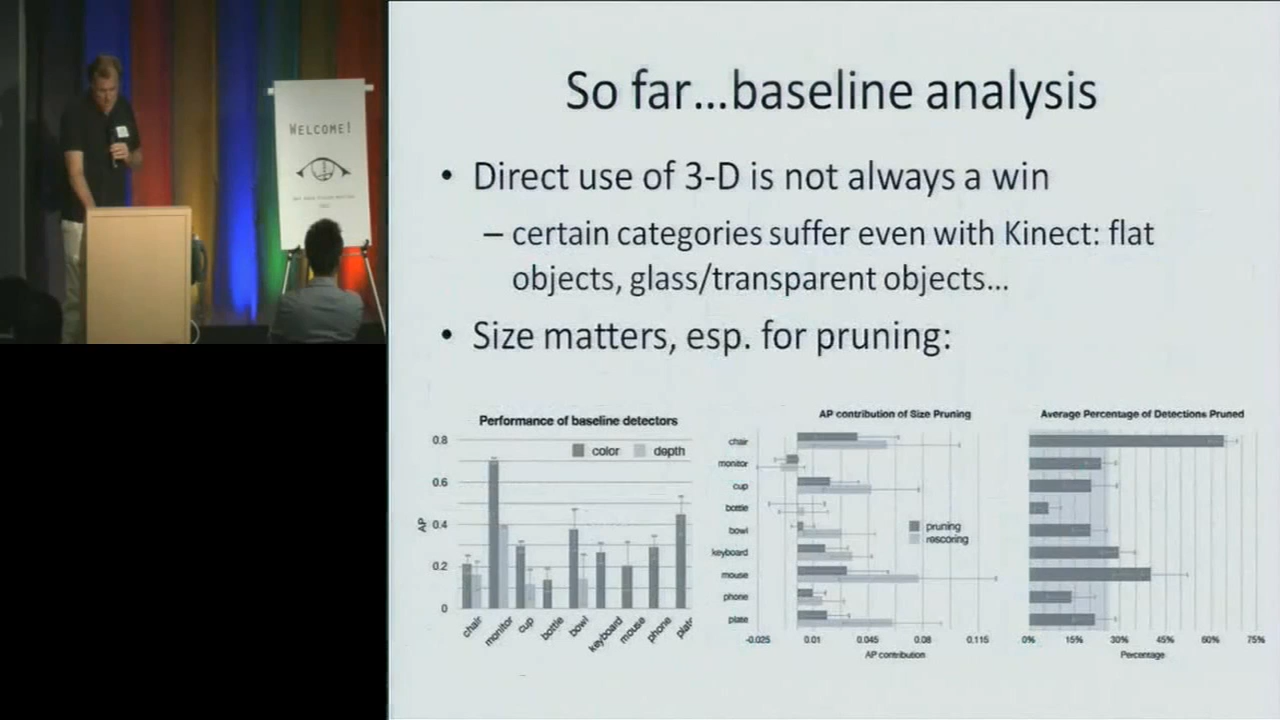 WELCOME!
So far...baseline analysis
• Direct use of 3-D is not always a win
– certain categories suffer even with Kinect: flat
objects, glass/transparent objects...
• Size matters, esp. for pruning:
Performance of baseline detectors
color depth
AP
0.8
0.6
0.4
0.2
0
chair monitor cup bottle bowl keyboard mouse phone plate
AP contribution of Size Pruning
chair
monitor
cup
bottle
bowl
keyboard
mouse
phone
plate
pruning
rescoring
-0.025 0.01 0.045 0.08 0.115
AP contribution
Average Percentage of Detections Pruned
0% 15% 30% 45% 60% 75%
Percentage